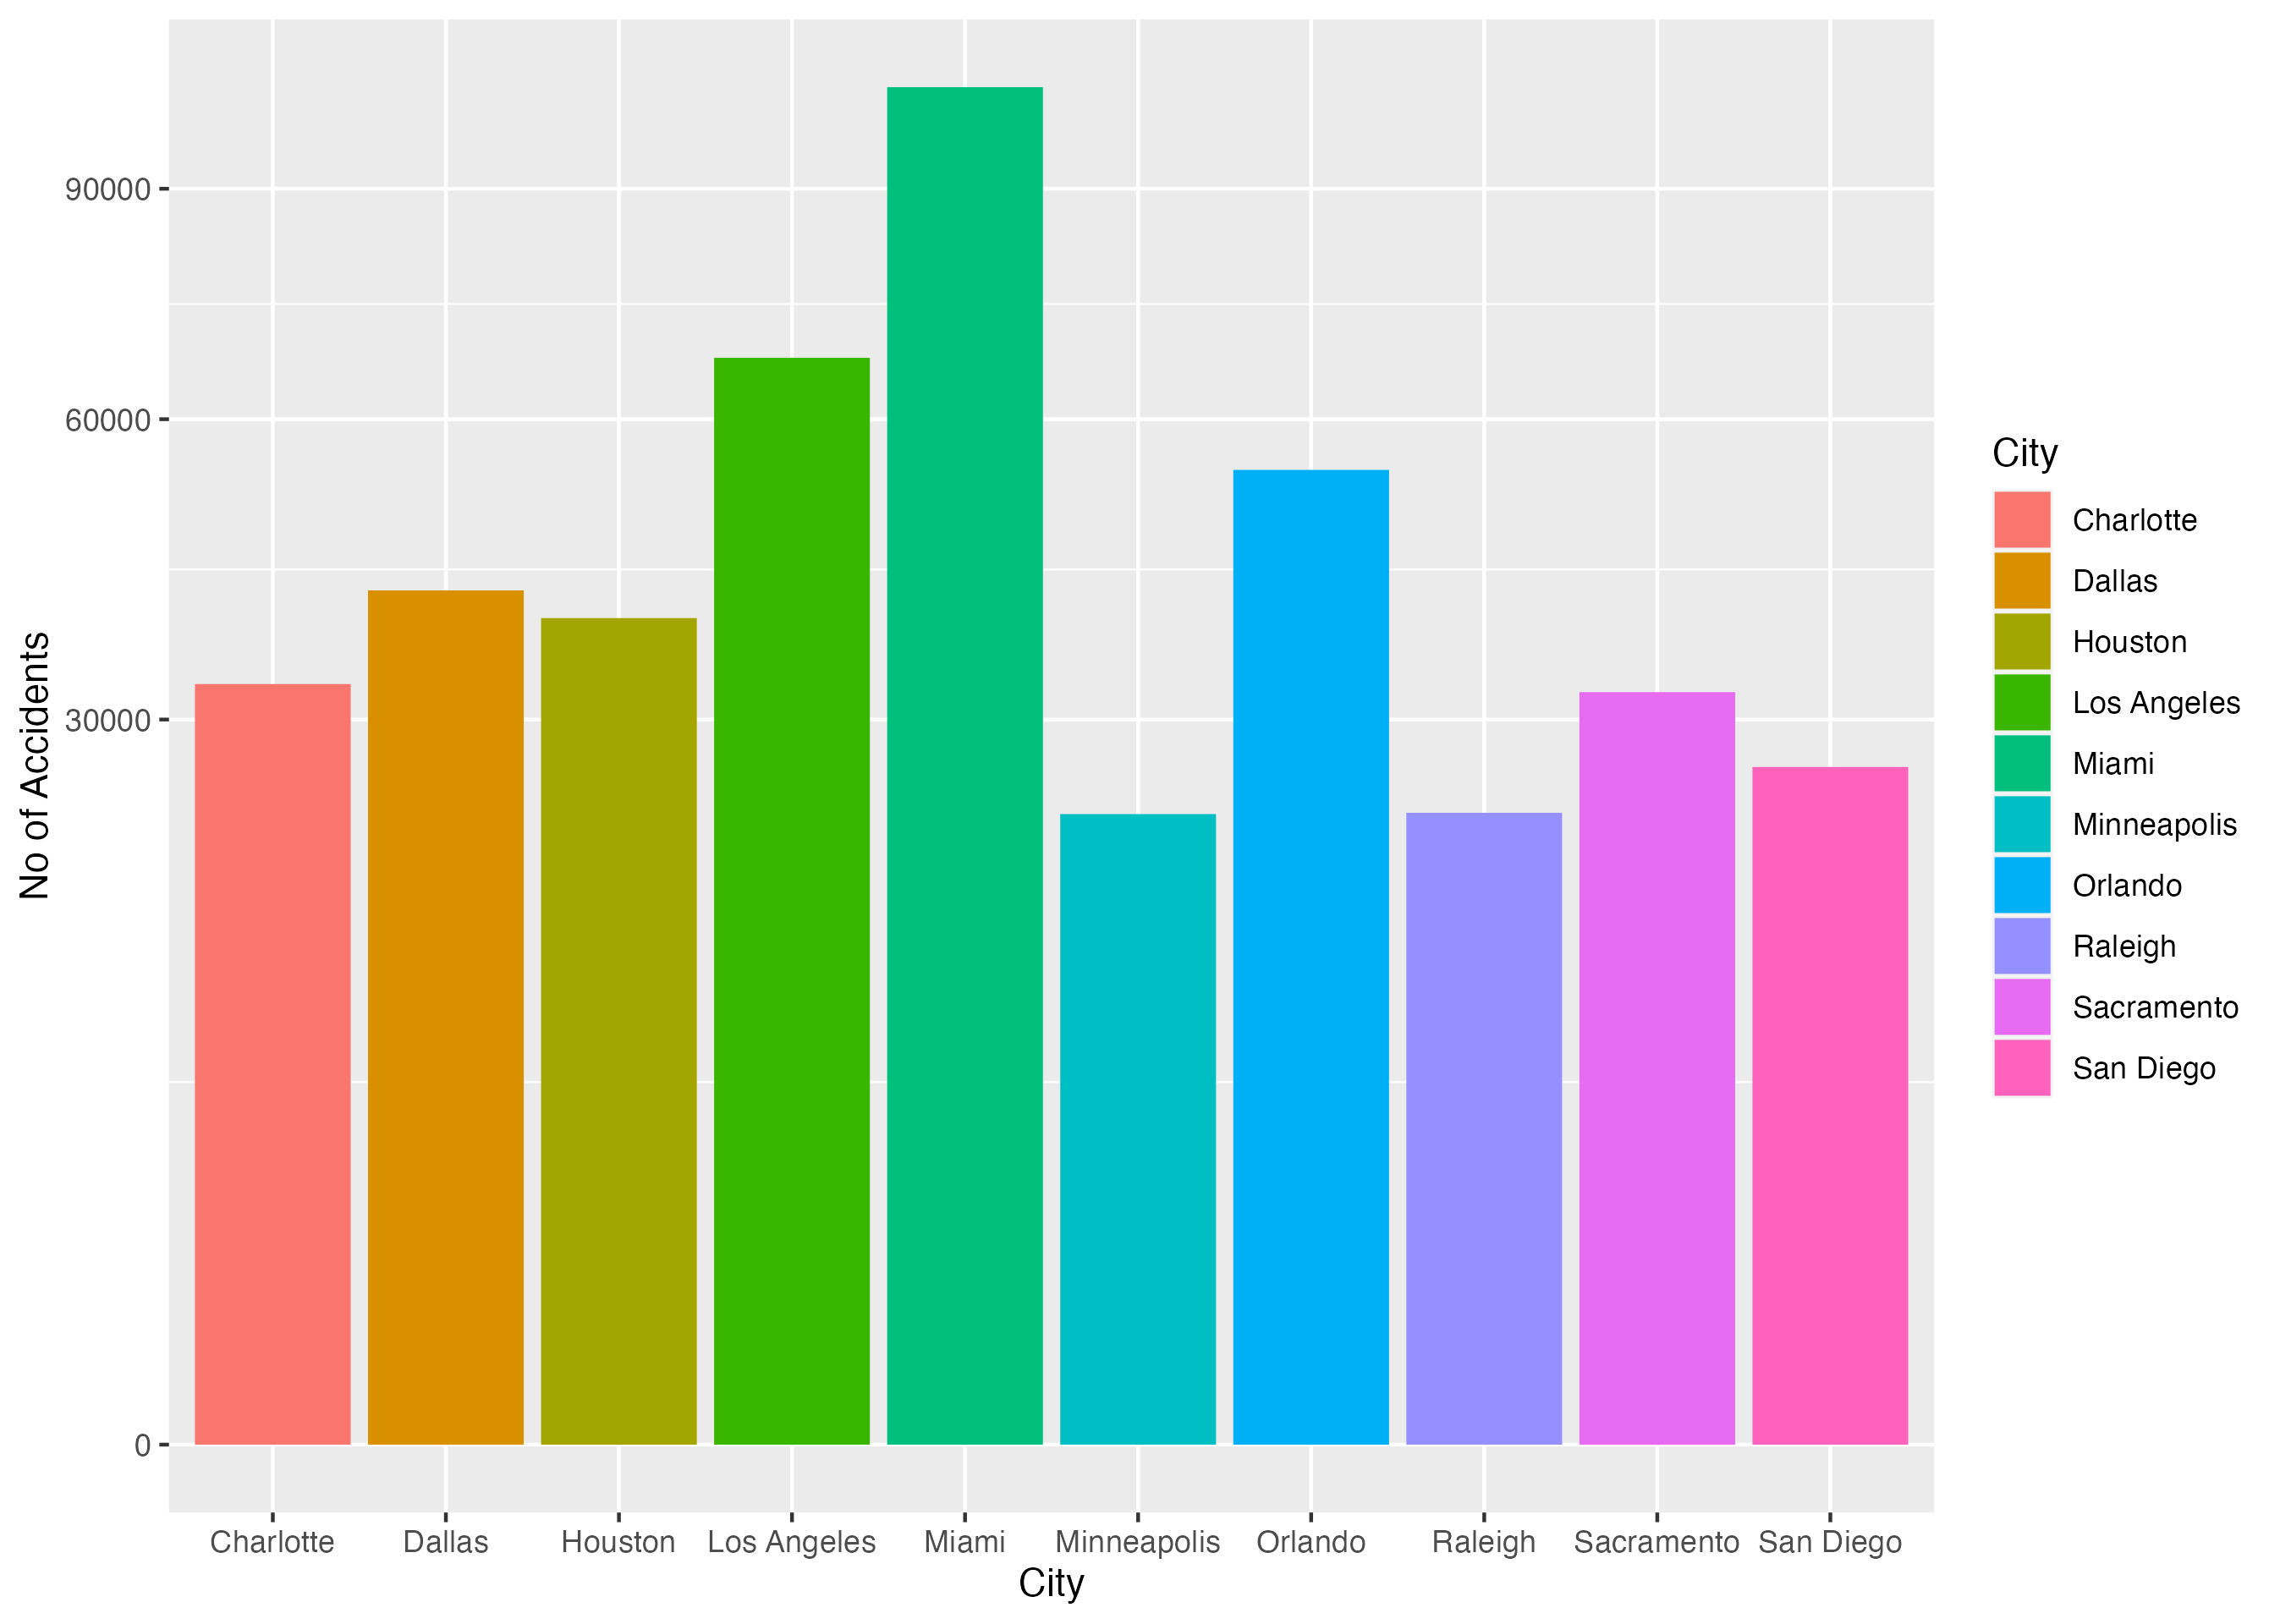 No of Accidents
90000
60000
30000
0
Charlotte Dallas Houston Los Angeles Miami Minneapolis Orlando Raleigh Sacramento San Diego
City
City
Charlotte
Dallas
Houston
Los Angeles
Miami
Minneapolis
Orlando
Raleigh
Sacramento
San Diego